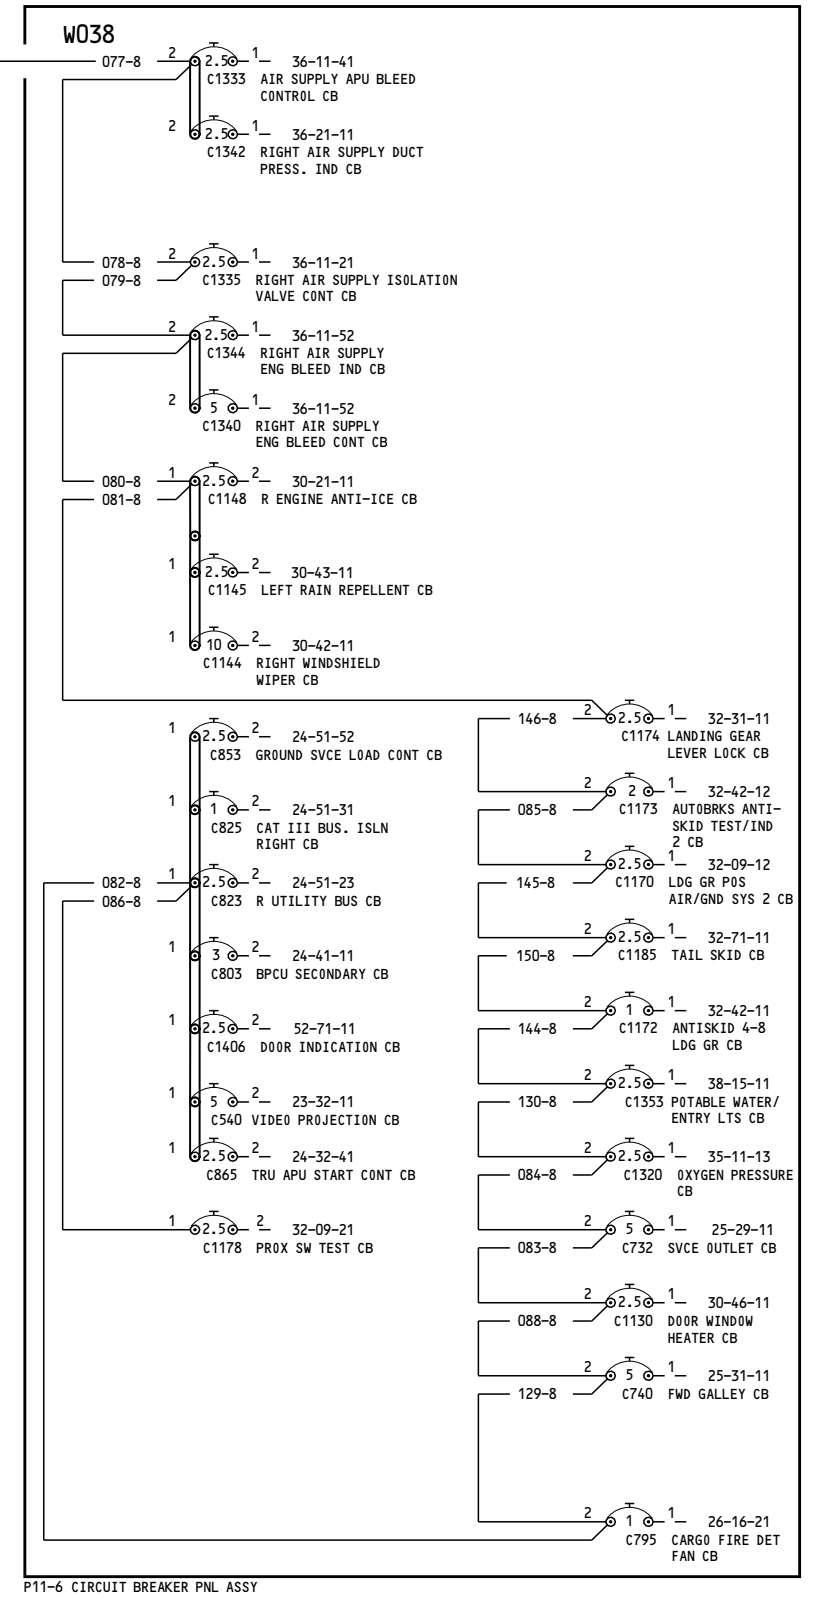 W038
077-8 2 2.5 1 36-11-41
C1333 AIR SUPPLY APU BLEED
CONTROL CB
2 2.5 1 36-21-11
C1342 RIGHT AIR SUPPLY DUCT
PRESS. IND CB
078-8 2 2.5 1 36-11-21
079-8 C1335 RIGHT AIR SUPPLY ISOLATION
VALVE CONT CB
2 2.5 1 36-11-52
C1344 RIGHT AIR SUPPLY
ENG BLEED IND CB
2 5 1 36-11-52
C1340 RIGHT AIR SUPPLY
ENG BLEED CONT CB
080-8 1 2.5 2 30-21-11
081-8 C1148 R ENGINE ANTI-ICE CB
1 2.5 2 30-43-11
C1145 LEFT RAIN REPELLENT CB
1 10 2 30-42-11
C1144 RIGHT WINDSHIELD
WIPER CB
1 2.5 2 24-51-52
C853 GROUND SVCE LOAD CONT CB
1 1 2 24-51-31
C825 CAT III BUS. ISLN
RIGHT CB
082-8 1 2.5 2 24-51-23
086-8 C823 R UTILITY BUS CB
1 3 2 24-41-11
C803 BPCU SECONDARY CB
1 2.5 2 52-71-11
C1406 DOOR INDICATION CB
1 5 2 23-32-11
C540 VIDEO PROJECTION CB
1 2.5 2 24-32-41
C865 TRU APU START CONT CB
1 2.5 2 32-09-21
C1178 PROX SW TEST CB
146-8 2 2.5 1 32-31-11
C1174 LANDING GEAR
LEVER LOCK CB
2 2 1 32-42-12
085-8 C1173 AUTOBRKS ANTI-
SKID TEST/IND
2 CB
2 2.5 1 32-09-12
145-8 C1170 LDG GR POS
AIR/GND SYS 2 CB
2 2.5 1 32-71-11
150-8 C1185 TAIL SKID CB
2 1 1 32-42-11
144-8 C1172 ANTISKID 4-8
LDG GR CB
2 2.5 1 38-15-11
130-8 C1353 POTABLE WATER/
ENTRY LTS CB
2 2.5 1 35-11-13
084-8 C1320 OXYGEN PRESSURE
CB
2 5 1 25-29-11
083-8 C732 SVCE OUTLET CB
2 2.5 1 30-46-11
088-8 C1130 DOOR WINDOW
HEATER CB
2 5 1 25-31-11
129-8 C740 FWD GALLEY CB
2 1 1 26-16-21
C795 CARGO FIRE DET
FAN CB
P11-6 CIRCUIT BREAKER PNL ASSY